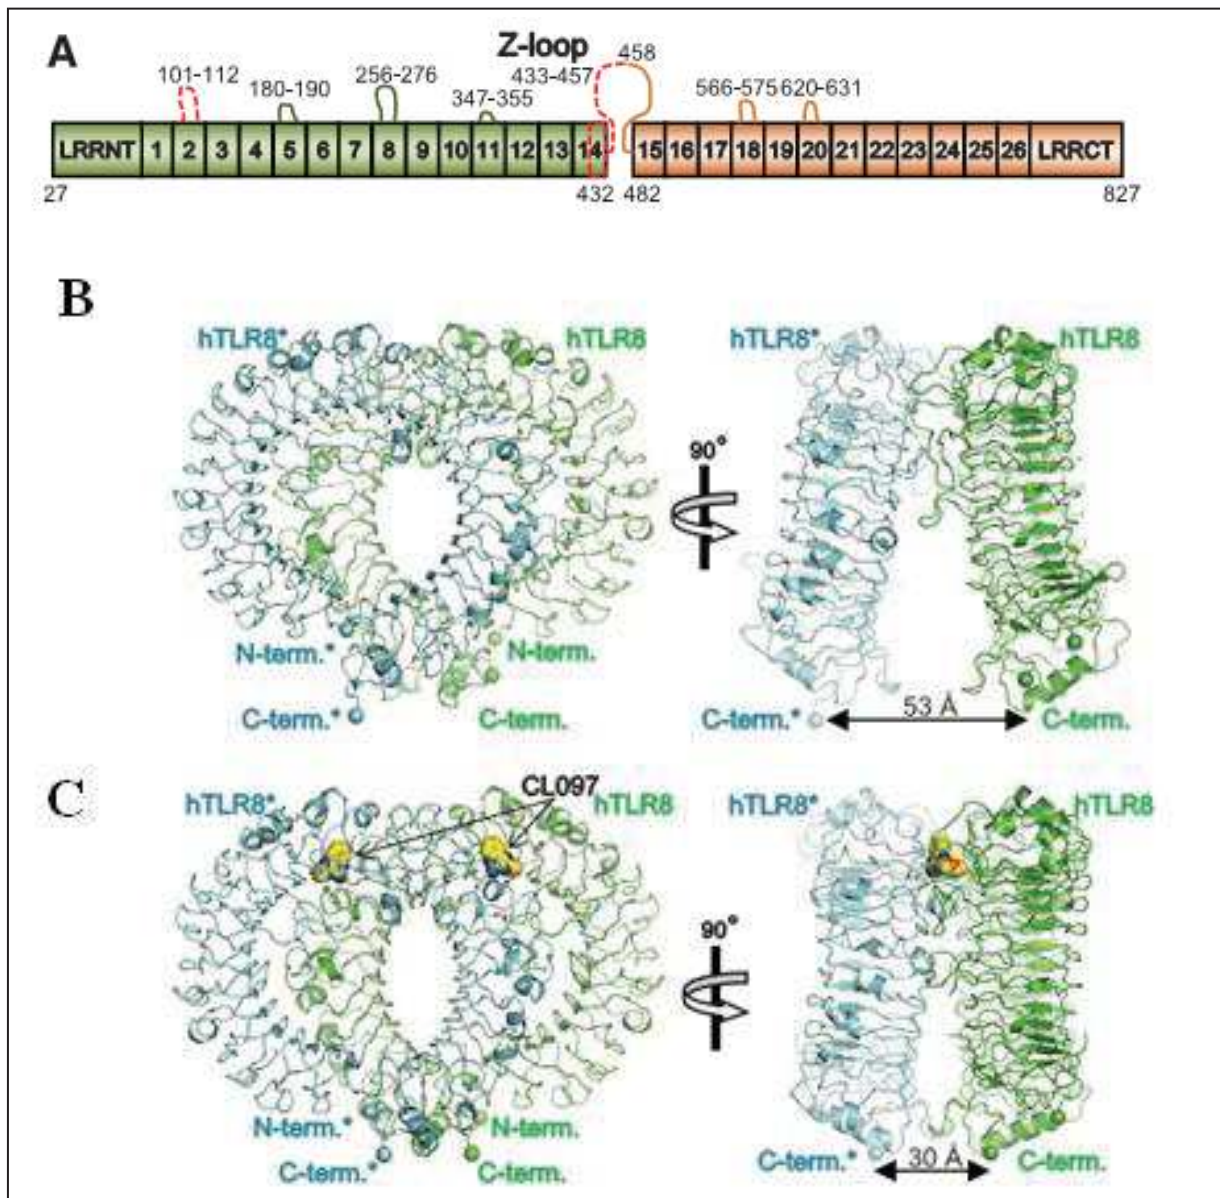 A
Z-loop
458
101-112
180-190
256-276
347-355
433-457
566-575
620-631
LRRNT 1 2 3 4 5 6 7 8 9 10 11 12 13 14 15 16 17 18 19 20 21 22 23 24 25 26 LRRCT
27 432 482 827
B
hTLR8* hTLR8 hTLR8* hTLR8
90°
N-term.* N-term.
C-term.* C-term. C-term.* 53 Å C-term.
C
CL097
hTLR8* hTLR8 hTLR8* hTLR8
90°
N-term.* N-term.
C-term.* C-term. C-term.* 30 Å C-term.